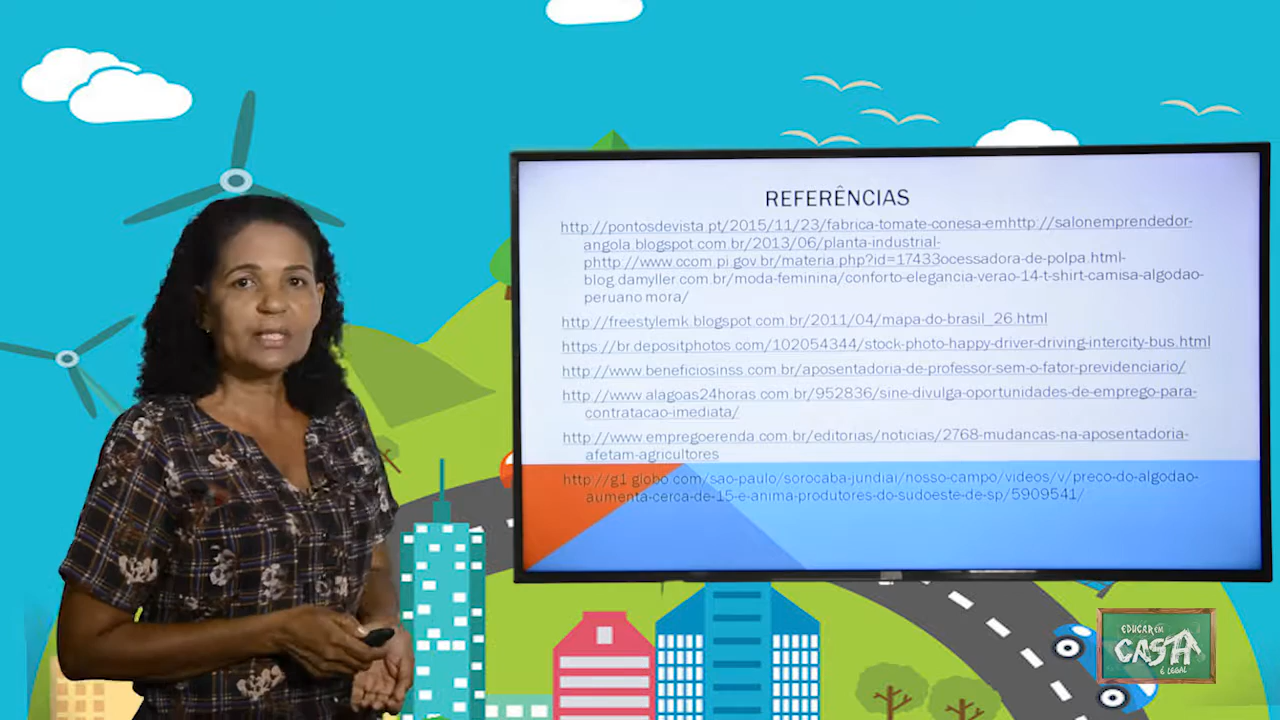 REFERÊNCIAS
http://pontosdevista.pt/2015/11/23/fabrica-tomate-conesa-emhttp://salonemprendedor-
angola.blogspot.com.br/2013/06/planta-industrial-
phttp://www.ccom.pi.gov.br/materia.php?id=17433ocessadora-de-polpa.html-
blog.damyller.com.br/moda-feminina/conforto-elegancia-verao-14-t-shirt-camisa-algodao-
peruano mora/
http://freestylemk.blogspot.com.br/2011/04/mapa-do-brasil_26.html
https://br.depositphotos.com/102054344/stock-photo-happy-driver-driving-intercity-bus.html
http://www.beneficiosinss.com.br/aposentadoria-de-professor-sem-o-fator-previdenciario/
http://www.alagoas24horas.com.br/952836/sine-divulga-oportunidades-de-emprego-para-
contratacao-imediata/
http://www.empregoerenda.com.br/editorias/noticias/2768-mudancas-na-aposentadoria-
afetam-agricultores
http://g1.globo.com/sao-paulo/sorocaba-jundiai/nosso-campo/videos/v/preco-do-algodao-
aumenta-cerca-de-15-e-anima-produtores-do-sudoeste-de-sp/5909541/
EDUCAR EM
CASA
É LEGAL